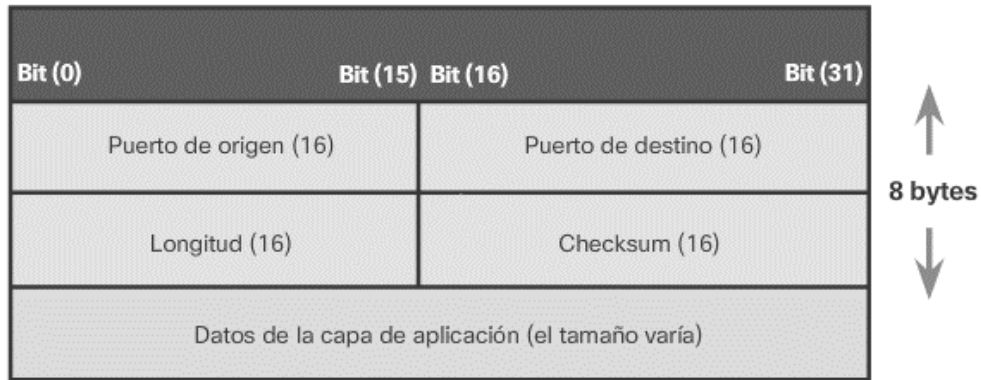 Bit (0) Bit (15) Bit (16) Bit (31)
Puerto de origen (16) Puerto de destino (16)
8 bytes
Longitud (16) Checksum (16)
Datos de la capa de aplicación (el tamaño varía)